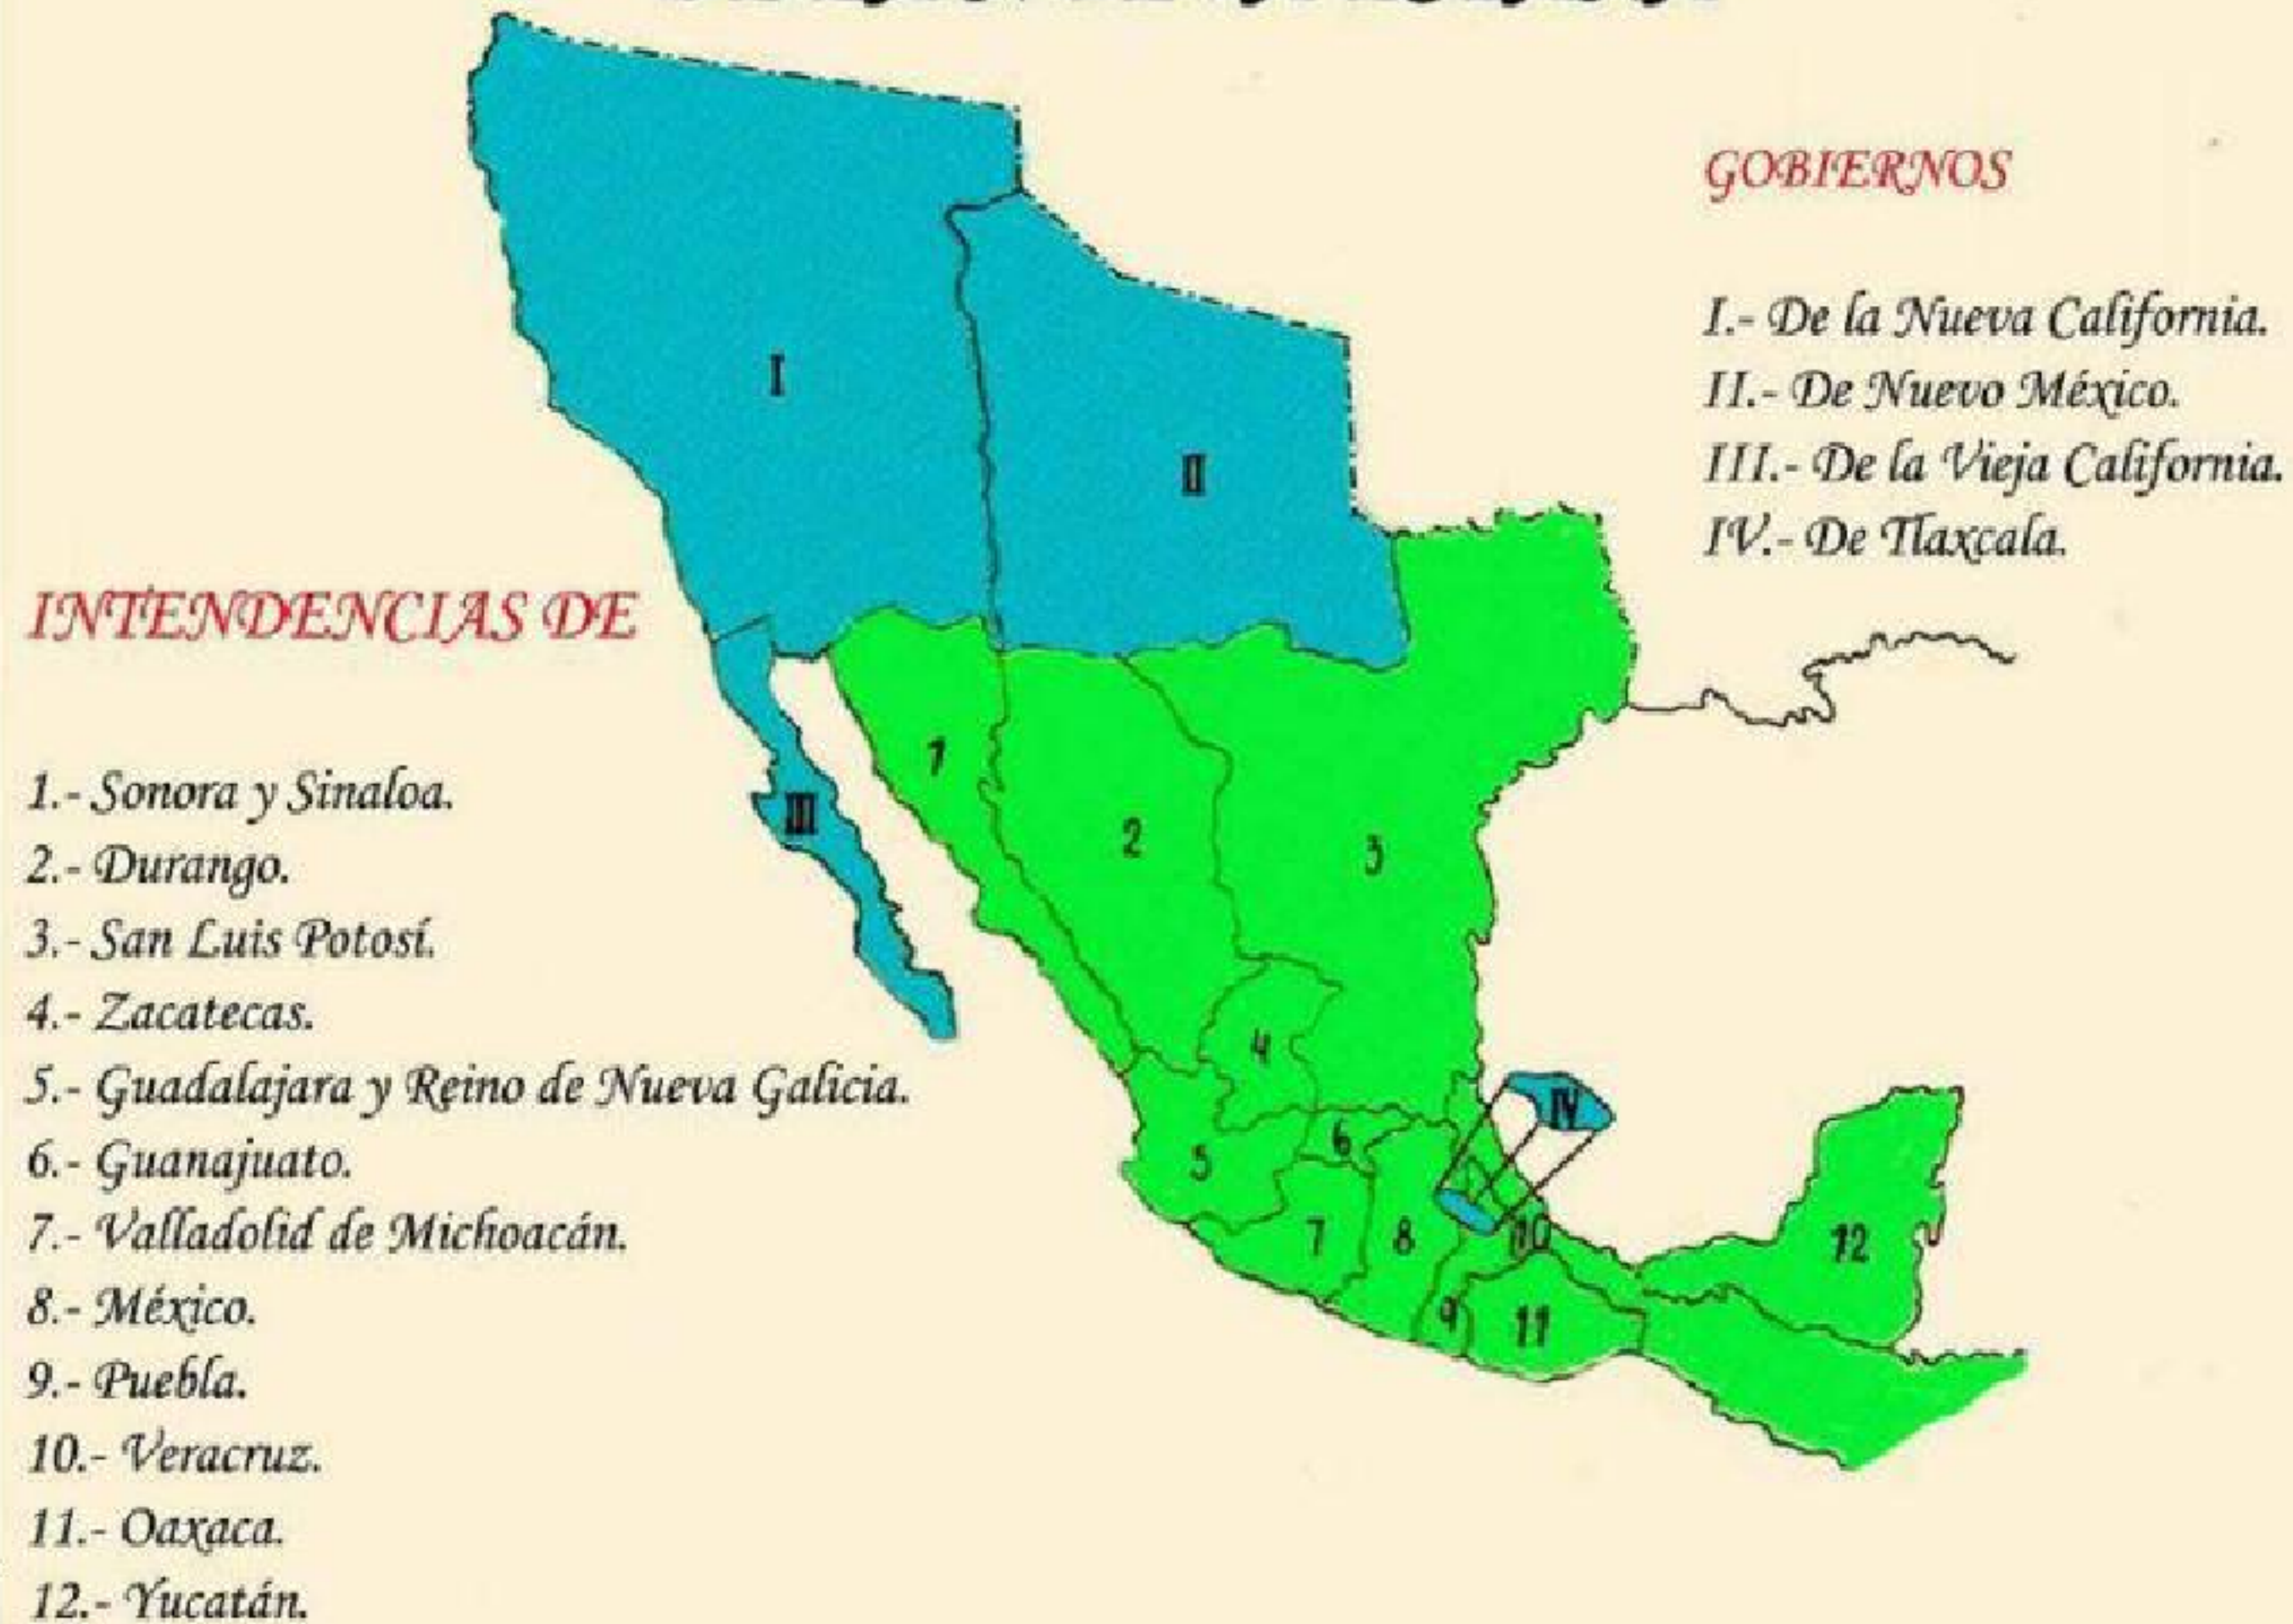 GOBIERNOS
I.- De la Nueva California.
II.- De Nuevo México.
III.- De la Vieja California.
IV.- De Tlaxcala.
INTENDENCIAS DE
1.- Sonora y Sinaloa.
2.- Durango.
3.- San Luis Potosí.
4.- Zacatecas.
5.- Guadalajara y Reino de Nueva Galicia.
6.- Guanajuato.
7.- Valladolid de Michoacán.
8.- México.
9.- Puebla.
10.- Veracruz.
11.- Oaxaca.
12.- Yucatán.
I
II
III
1
2
3
4
IV
5
6
7
8
10
12
9
11